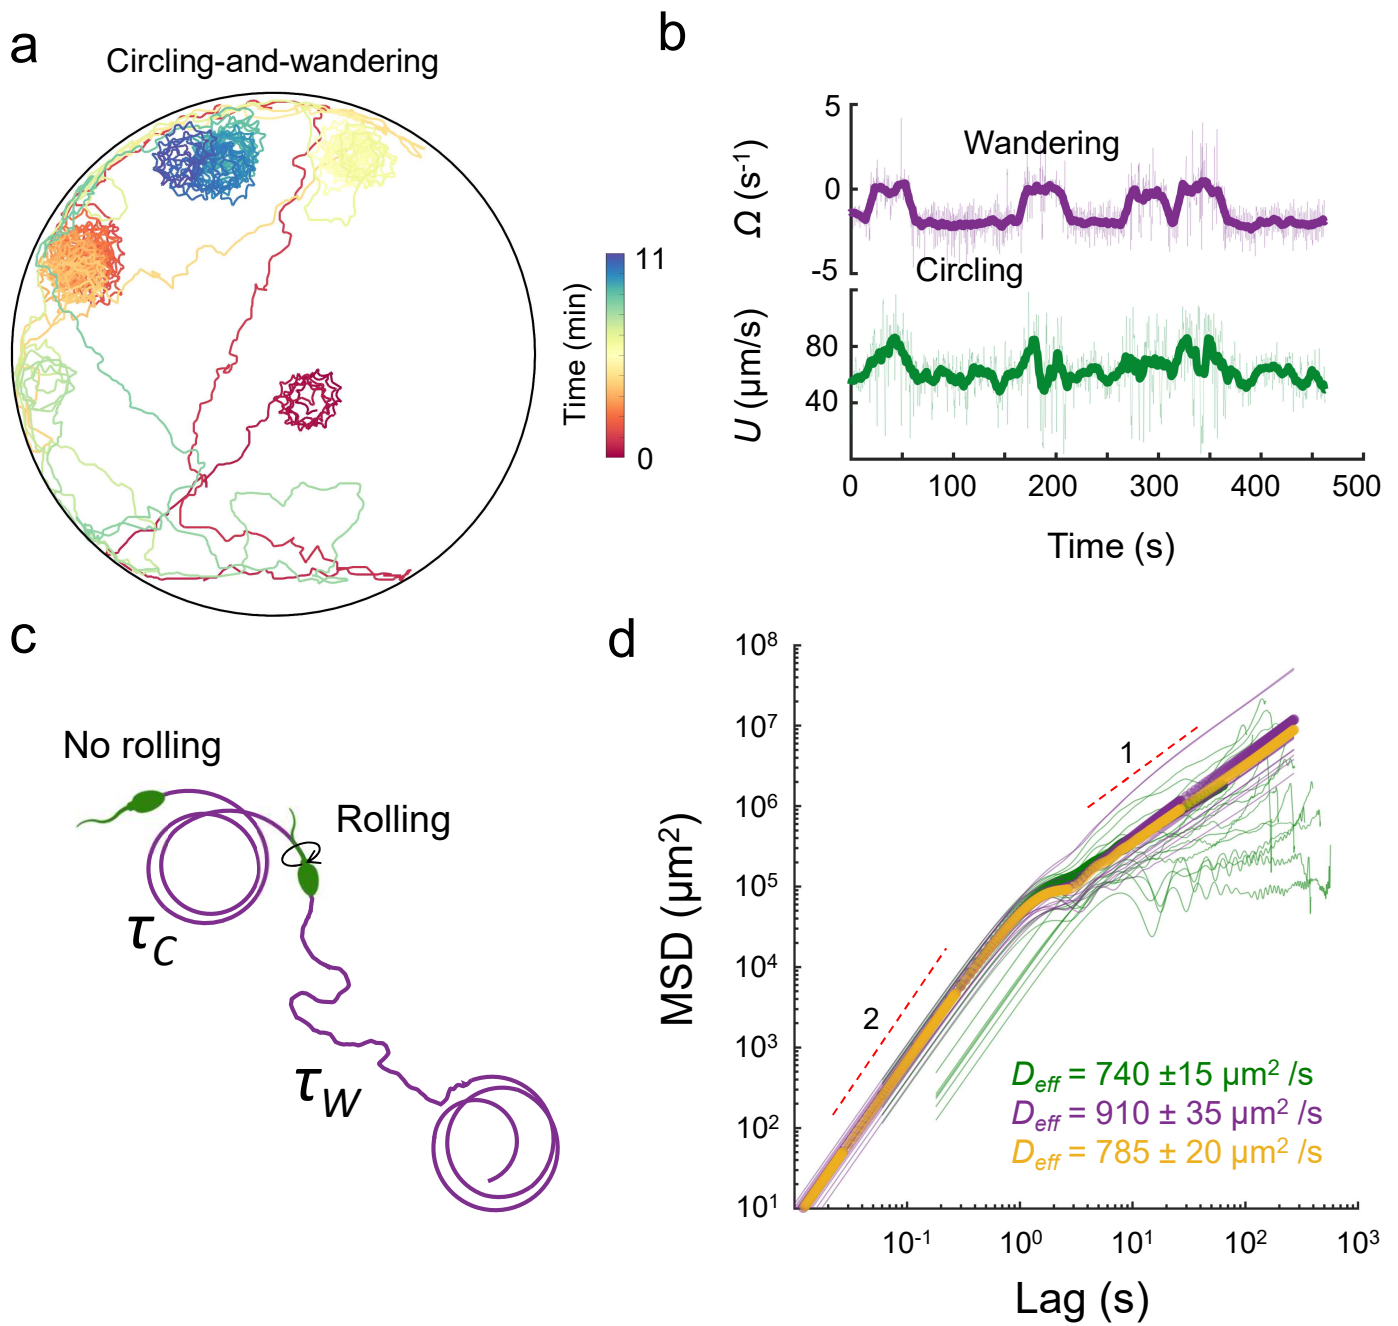 a
Circling-and-wandering
11
Time (min)
0
b
5
0
-5
Ω (s⁻¹)
Wandering
Circling
80
40
U (µm/s)
0
100
200
300
400
500
Time (s)
c
No rolling
Rolling
τC
τW
d
10⁸
10⁷
10⁶
10⁵
10⁴
10³
10²
10¹
MSD (µm²)
1
2
Deff = 740 ±15 µm² /s
Deff = 910 ± 35 µm² /s
Deff = 785 ± 20 µm² /s
10⁻¹
10⁰
10¹
10²
10³
Lag (s)